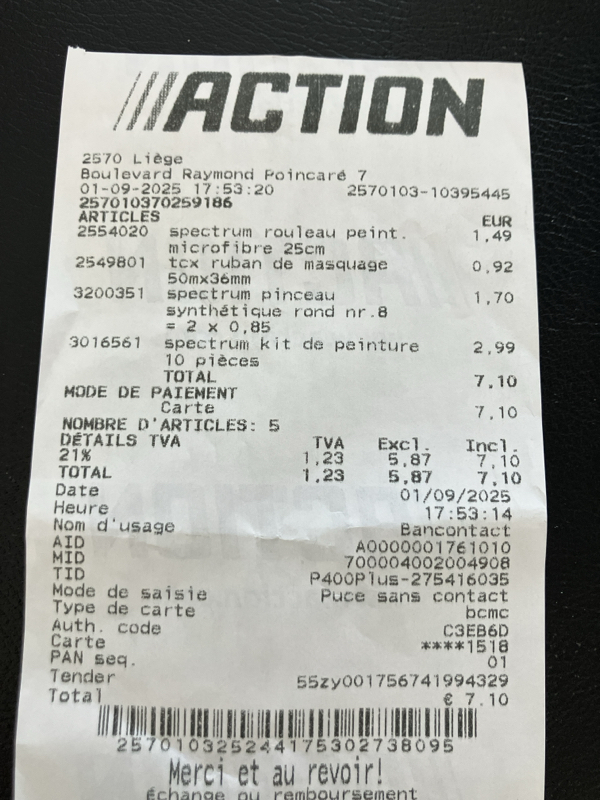 ///ACTION
2570 Liège
Boulevard Raymond Poincaré 7
01-09-2025 17:53:20 2570103-10395445
257010370259186
ARTICLES EUR
2554020 spectrum rouleau peint. 1,49
microfibre 25cm
2549801 tcx ruban de masquage 0,92
50mx36mm
3200351 spectrum pinceau 1,70
synthétique rond nr.8
= 2 x 0,85
3016561 spectrum kit de peinture 2,99
10 pièces
TOTAL 7,10
MODE DE PAIEMENT
Carte 7,10
NOMBRE D'ARTICLES: 5
DÉTAILS TVA TVA Excl. Incl.
21% 1,23 5,87 7,10
TOTAL 1,23 5,87 7,10
Date 01/09/2025
Heure 17:53:14
Nom d'usage Bancontact
AID A0000001761010
MID 700004002004908
TID P400Plus-275416035
Mode de saisie Puce sans contact
Type de carte bcmc
Auth. code C3EB6D
Carte ****1518
PAN seq. 01
Tender 55zy001756741994329
Total € 7.10
257010325244175302738095
Merci et au revoir!
échange ou remboursement